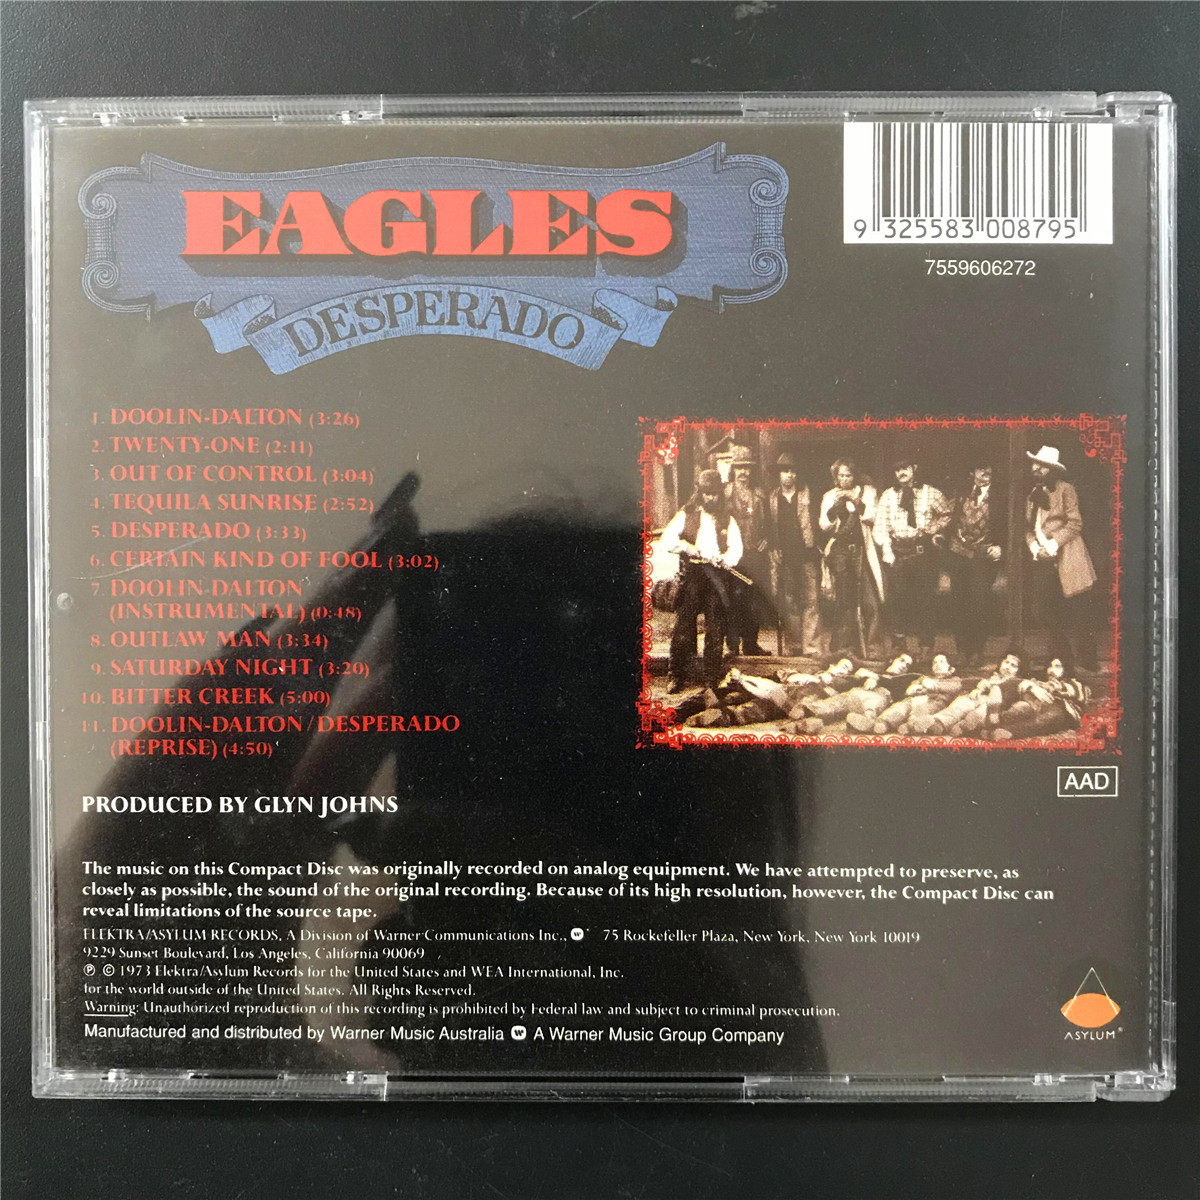 EAGLES
DESPERADO
9 325583 008795
7559606272
1. DOOLIN-DALTON (3:26)
2. TWENTY-ONE (2:11)
3. OUT OF CONTROL (3:04)
4. TEQUILA SUNRISE (2:52)
5. DESPERADO (3:33)
6. CERTAIN KIND OF FOOL (3:02)
7. DOOLIN-DALTON
(INSTRUMENTAL) (0:48)
8. OUTLAW MAN (3:34)
9. SATURDAY NIGHT (3:20)
10. BITTER CREEK (5:00)
11. DOOLIN-DALTON / DESPERADO
(REPRISE) (4:50)
AAD
PRODUCED BY GLYN JOHNS
The music on this Compact Disc was originally recorded on analog equipment. We have attempted to preserve, as
closely as possible, the sound of the original recording. Because of its high resolution, however, the Compact Disc can
reveal limitations of the source tape.
ELEKTRA/ASYLUM RECORDS, A Division of Warner Communications Inc., 75 Rockefeller Plaza, New York, New York 10019
9229 Sunset Boulevard, Los Angeles, California 90069
℗ © 1973 Elektra/Asylum Records for the United States and WEA International, Inc.
for the world outside of the United States. All Rights Reserved.
Warning: Unauthorized reproduction of this recording is prohibited by Federal law and subject to criminal prosecution.
Manufactured and distributed by Warner Music Australia A Warner Music Group Company
ASYLUM®